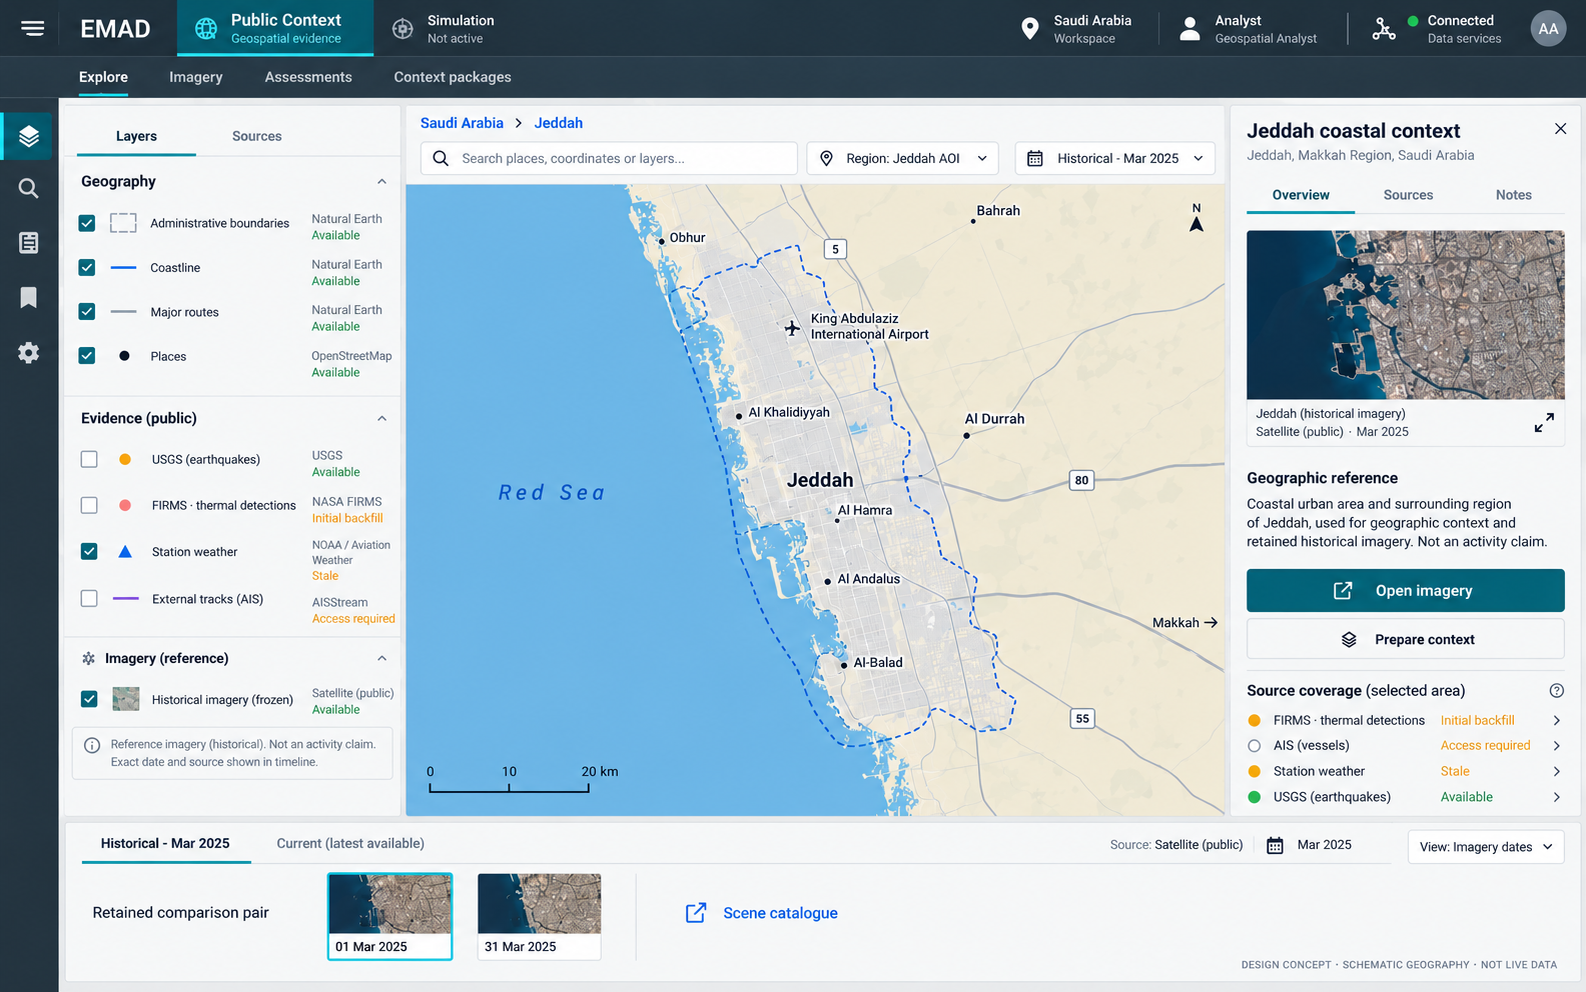 EMAD
Public Context
Geospatial evidence
Simulation
Not active
Saudi Arabia
Workspace
Analyst
Geospatial Analyst
Connected
Data services
AA
Explore
Imagery
Assessments
Context packages
Layers
Sources
Geography
Administrative boundaries
Natural Earth
Available
Coastline
Natural Earth
Available
Major routes
Natural Earth
Available
Places
OpenStreetMap
Available
Evidence (public)
USGS (earthquakes)
USGS
Available
FIRMS · thermal detections
NASA FIRMS
Initial backfill
Station weather
NOAA / Aviation
Weather
Stale
External tracks (AIS)
AISStream
Access required
Imagery (reference)
Historical imagery (frozen)
Satellite (public)
Available
Reference imagery (historical). Not an activity claim.
Exact date and source shown in timeline.
Saudi Arabia > Jeddah
Search places, coordinates or layers...
Region: Jeddah AOI
Historical - Mar 2025
Bahrah
N
Obhur
5
King Abdulaziz
International Airport
Al Khalidiyyah
Al Durrah
Jeddah
80
Red Sea
Al Hamra
Al Andalus
Makkah →
Al-Balad
55
0 10 20 km
Jeddah coastal context
Jeddah, Makkah Region, Saudi Arabia
Overview
Sources
Notes
Jeddah (historical imagery)
Satellite (public) · Mar 2025
Geographic reference
Coastal urban area and surrounding region
of Jeddah, used for geographic context and
retained historical imagery. Not an activity claim.
Open imagery
Prepare context
Source coverage (selected area)
?
FIRMS · thermal detections Initial backfill
AIS (vessels) Access required
Station weather Stale
USGS (earthquakes) Available
Historical - Mar 2025
Current (latest available)
Source: Satellite (public)
Mar 2025
View: Imagery dates
Retained comparison pair
01 Mar 2025
31 Mar 2025
Scene catalogue
DESIGN CONCEPT · SCHEMATIC GEOGRAPHY · NOT LIVE DATA